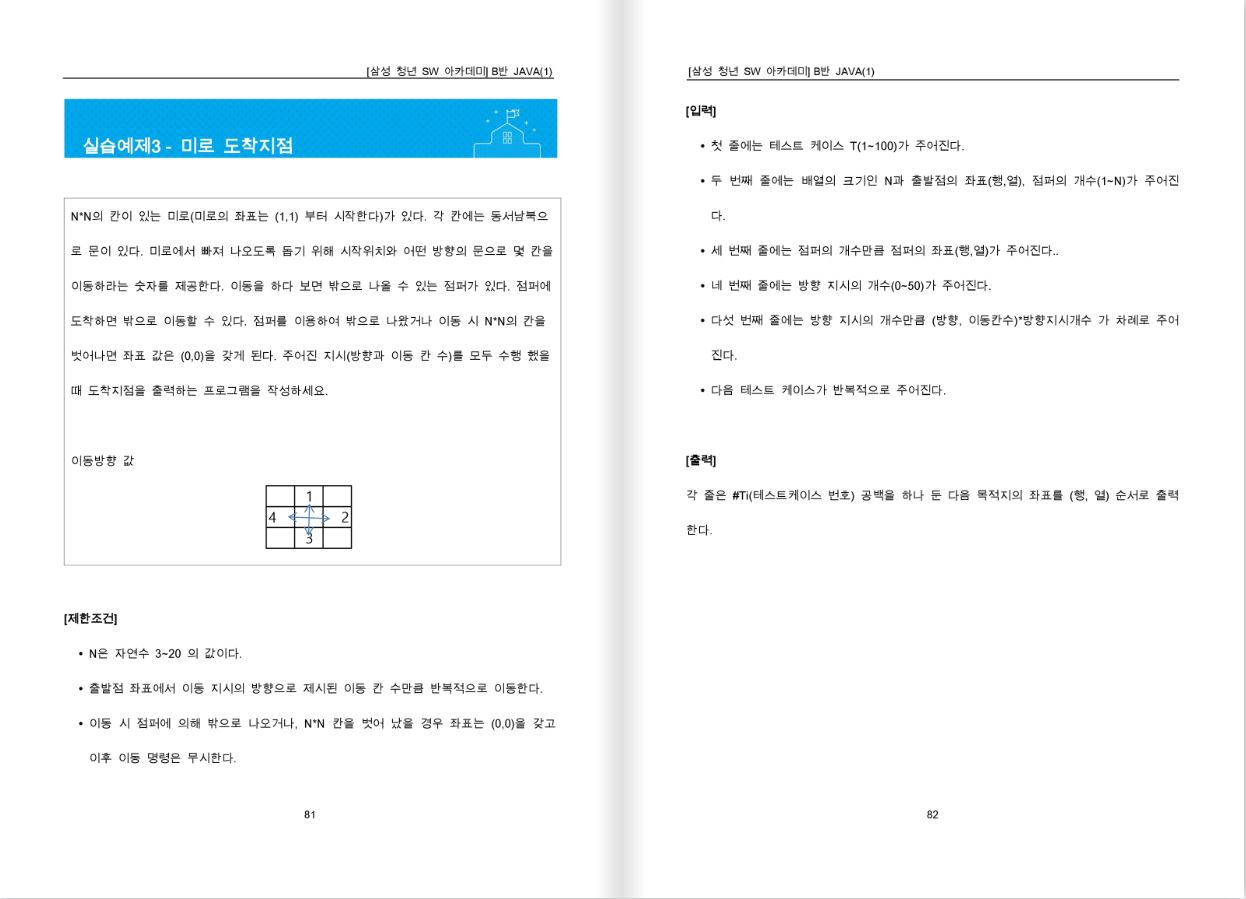 [삼성 청년 SW 아카데미] B반 JAVA(1)
실습예제3 - 미로 도착지점
N*N의 칸이 있는 미로(미로의 좌표는 (1,1) 부터 시작한다)가 있다. 각 칸에는 동서남북으
로 문이 있다. 미로에서 빠져 나오도록 돕기 위해 시작위치와 어떤 방향의 문으로 몇 칸을
이동하라는 숫자를 제공한다. 이동을 하다 보면 밖으로 나올 수 있는 점퍼가 있다. 점퍼에
도착하면 밖으로 이동할 수 있다. 점퍼를 이용하여 밖으로 나왔거나 이동 시 N*N의 칸을
벗어나면 좌표 값은 (0,0)을 갖게 된다. 주어진 지시(방향과 이동 칸 수)를 모두 수행 했을
때 도착지점을 출력하는 프로그램을 작성하세요.
이동방향 값
1
4 2
3
[제한조건]
• N은 자연수 3~20 의 값이다.
• 출발점 좌표에서 이동 지시의 방향으로 제시된 이동 칸 수만큼 반복적으로 이동한다.
• 이동 시 점퍼에 의해 밖으로 나오거나, N*N 칸을 벗어 났을 경우 좌표는 (0,0)을 갖고
이후 이동 명령은 무시한다.
81
[삼성 청년 SW 아카데미] B반 JAVA(1)
[입력]
• 첫 줄에는 테스트 케이스 T(1~100)가 주어진다.
• 두 번째 줄에는 배열의 크기인 N과 출발점의 좌표(행,열), 점퍼의 개수(1~N)가 주어진
다.
• 세 번째 줄에는 점퍼의 개수만큼 점퍼의 좌표(행,열)가 주어진다..
• 네 번째 줄에는 방향 지시의 개수(0~50)가 주어진다.
• 다섯 번째 줄에는 방향 지시의 개수만큼 (방향, 이동칸수)*방향지시개수 가 차례로 주어
진다.
• 다음 테스트 케이스가 반복적으로 주어진다.
[출력]
각 줄은 #Ti(테스트케이스 번호) 공백을 하나 둔 다음 목적지의 좌표를 (행, 열) 순서로 출력
한다.
82